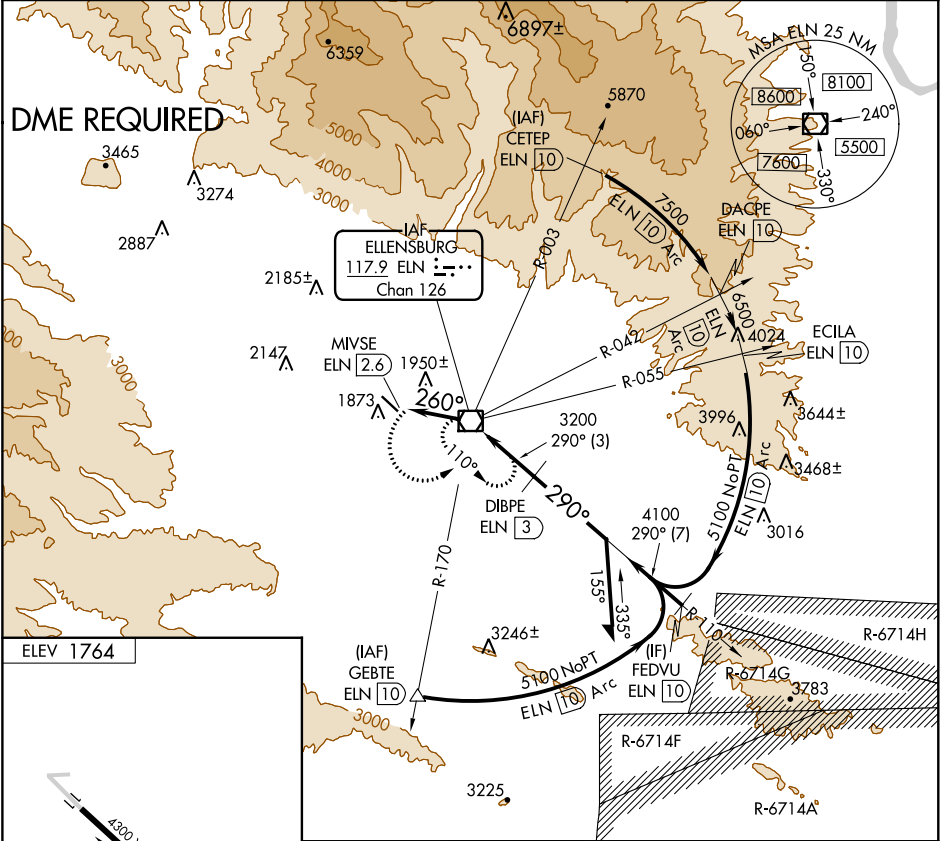 6897±
6359
MSA ELN 25 NM
150°
8100
8600
240°
060°
7600
5500
330°
DME REQUIRED
5870
(IAF)
CETEP
ELN 10
5000
4000
3000
3465
3274
2887
7500
ELN 10 Arc
DACPE
ELN 10
IAF
ELLENSBURG
117.9 ELN
Chan 126
R-003
2185±
6500
ELN 10 Arc
4024
R-042
ECILA
ELN 10
R-055
2147
3000
MIVSE
ELN 2.6
1950±
1873
260°
3200
290° (3)
3996
3644±
3468±
110°
DIBPE
ELN 3
290°
5100 NoPT
ELN 10 Arc
3016
4100
290° (7)
R-170
155°
335°
R-110
R-6714H
ELEV 1764
3246±
(IAF)
GEBTE
ELN 10
5100 NoPT
ELN 10 Arc
(IF)
FEDVU
ELN 10
R-6714G
3783
3000
R-6714F
3225
R-6714A